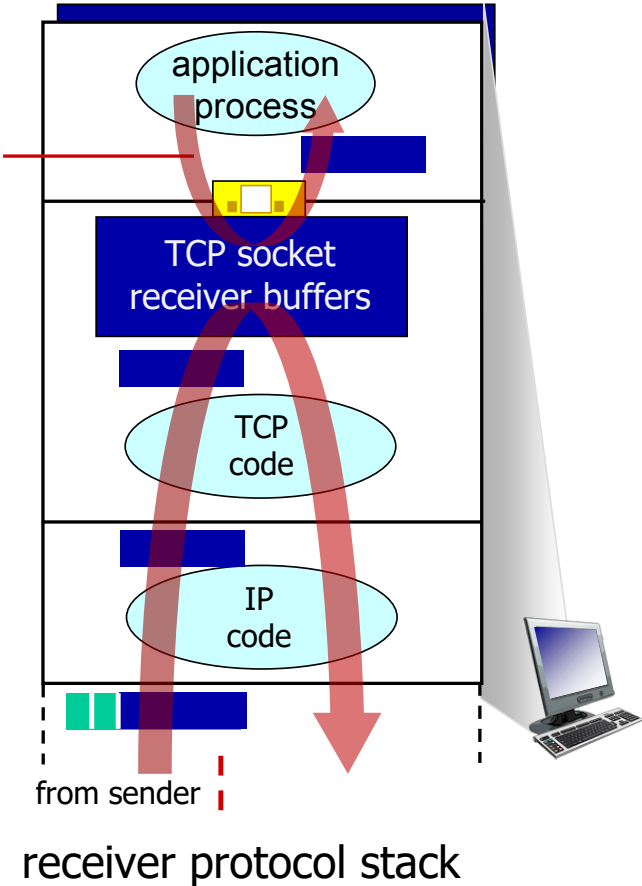 application
process
TCP socket
receiver buffers
TCP
code
IP
code
from sender
receiver protocol stack